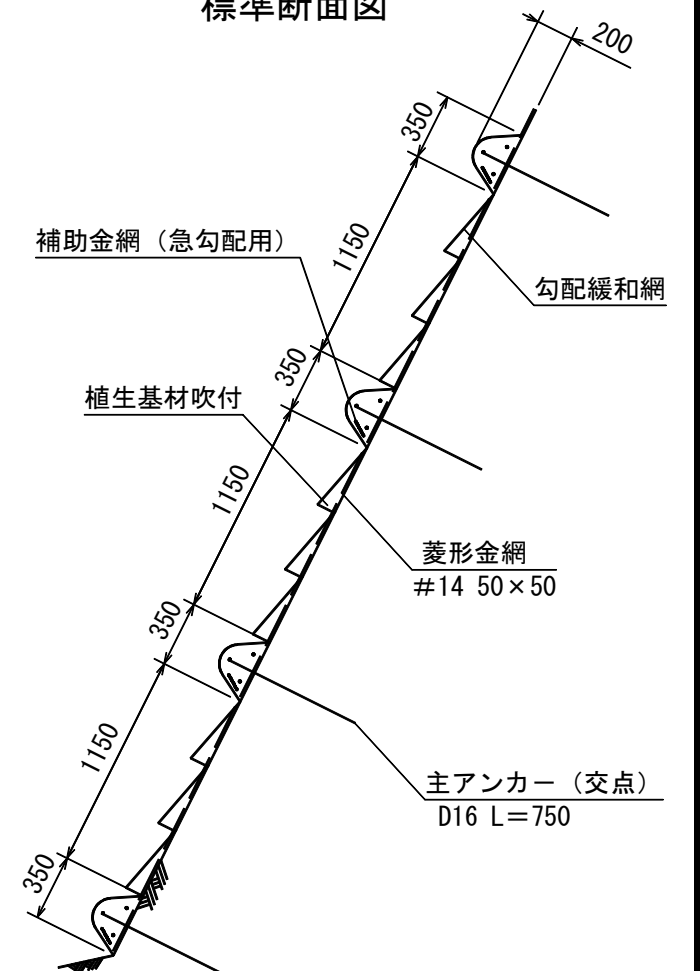 標準断面図
200
350
1150
補助金網（急勾配用）
勾配緩和網
350
植生基材吹付
1150
菱形金網
＃14 50×50
350
1150
主アンカー（交点）
D16 L＝750
350